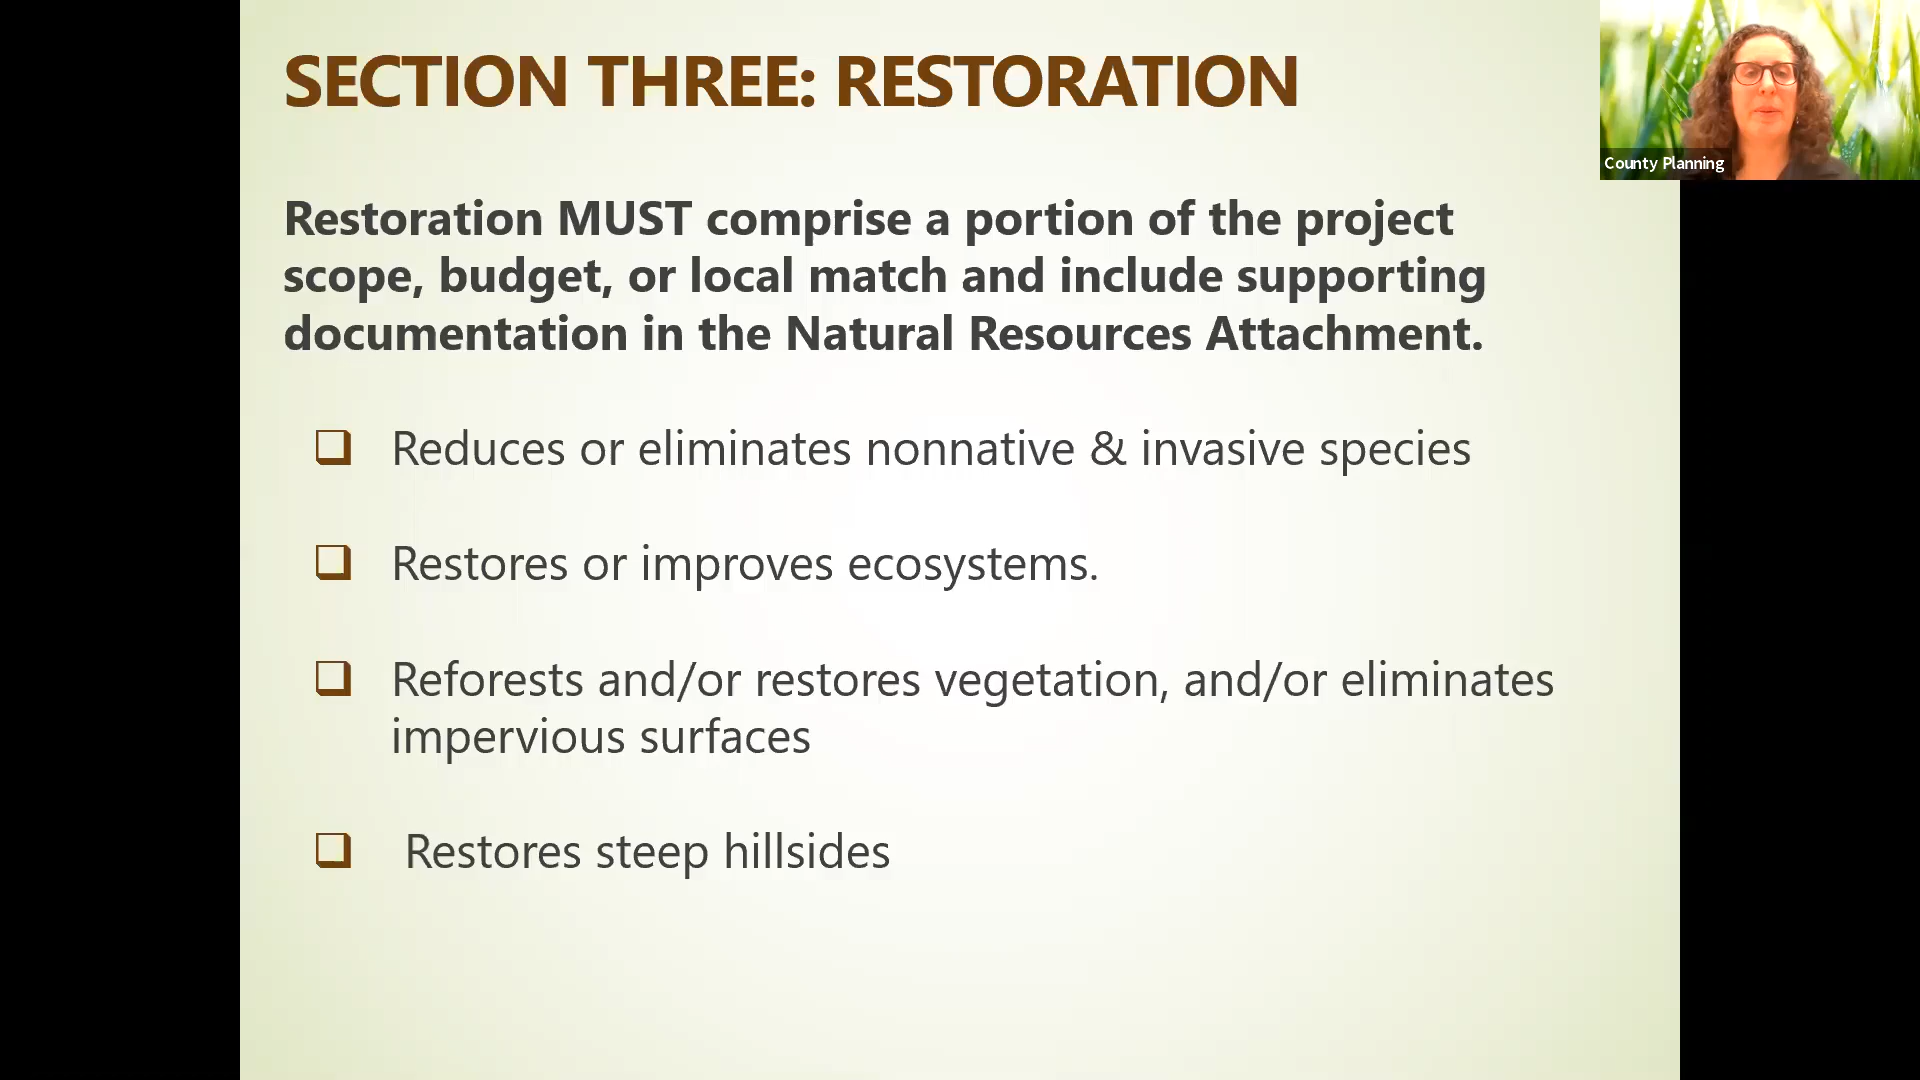 SECTION THREE: RESTORATION
County Planning
Restoration MUST comprise a portion of the project
scope, budget, or local match and include supporting
documentation in the Natural Resources Attachment.
Reduces or eliminates nonnative & invasive species
Restores or improves ecosystems.
Reforests and/or restores vegetation, and/or eliminates
impervious surfaces
Restores steep hillsides